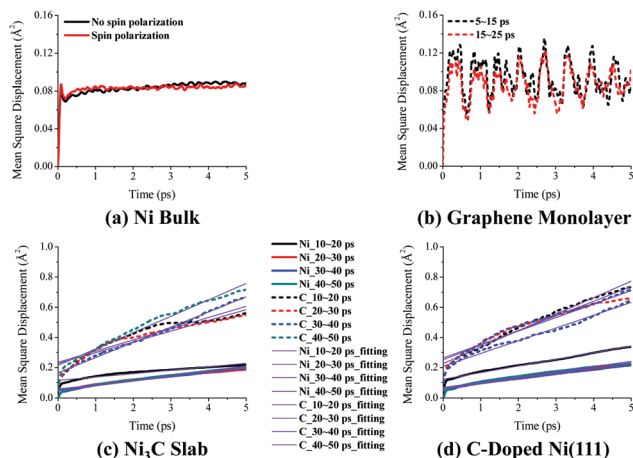 No spin polarization
Spin polarization
Mean Square Displacement (Å²)
0.16
0.12
0.08
0.04
0.00
0 1 2 3 4 5
Time (ps)
(a) Ni Bulk
5~15 ps
15~25 ps
Mean Square Displacement (Å²)
0.16
0.12
0.08
0.04
0.00
0 1 2 3 4 5
Time (ps)
(b) Graphene Monolayer
Mean Square Displacement (Å²)
1.0
0.8
0.6
0.4
0.2
0.0
0 1 2 3 4 5
Time (ps)
(c) Ni₃C Slab
Ni_10~20 ps
Ni_20~30 ps
Ni_30~40 ps
Ni_40~50 ps
C_10~20 ps
C_20~30 ps
C_30~40 ps
C_40~50 ps
Ni_10~20 ps_fitting
Ni_20~30 ps_fitting
Ni_30~40 ps_fitting
Ni_40~50 ps_fitting
C_10~20 ps_fitting
C_20~30 ps_fitting
C_30~40 ps_fitting
C_40~50 ps_fitting
Mean Square Displacement (Å²)
1.0
0.8
0.6
0.4
0.2
0.0
0 1 2 3 4 5
Time (ps)
(d) C-Doped Ni(111)